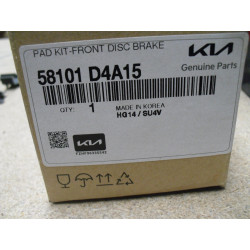 PAD KIT-FRONT DISC BRAKE
KIA
Genuine Parts
58101 D4A15
QTY: 1
MADE IN KOREA
HQ14 / SU4V
KIA